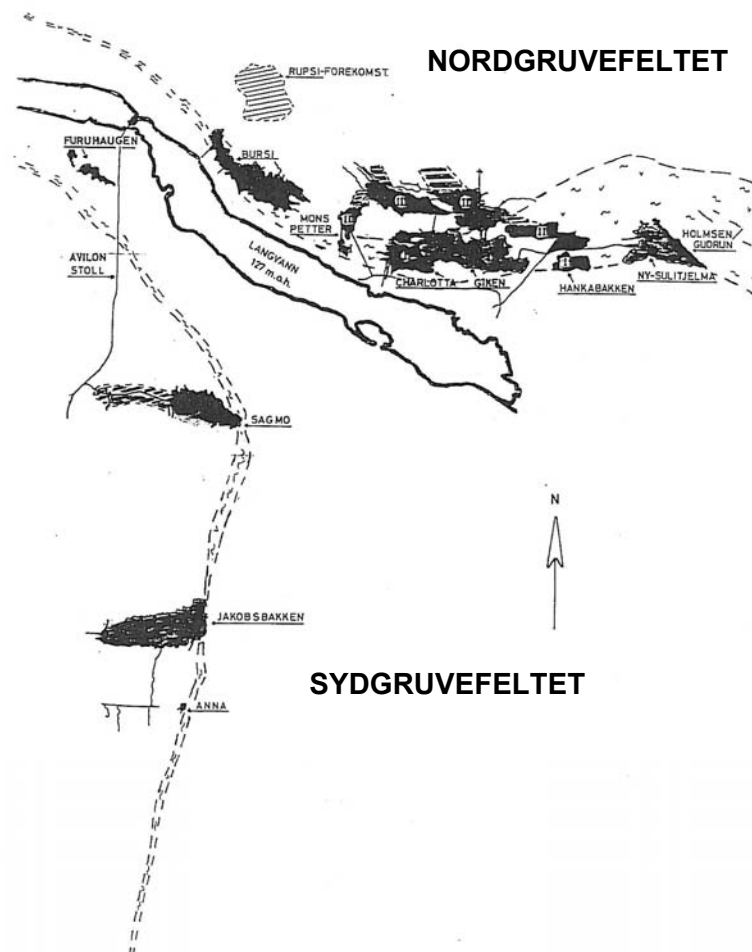 NORDGRUVEFELTET
RUPSI-FOREKOMST.
FURUHAUGEN
BURSI
MONS
PETTER
HOLMSEN
GUDRUN
AVILON
STOLL
LANGVANN
127 m.o.h.
CHARLOTTA
GIKEN
HANKABAKKEN
NY-SULITJELMA
SAGMO
N
JAKOBSBAKKEN
SYDGRUVEFELTET
ANNA